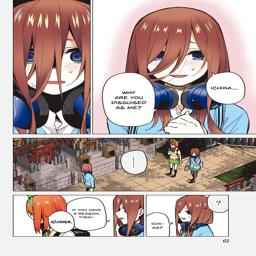 ICHIKA...
WHY
ARE YOU
DISGUISED
AS ME?
......
?
ICHI-
KA?
IF YOU HAVE
A REASON,
THEN--
ICHIKA.
62